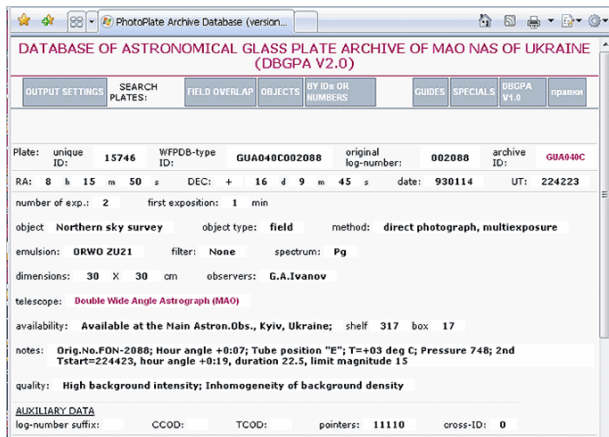 PhotoPlate Archive Database (version...
DATABASE OF ASTRONOMICAL GLASS PLATE ARCHIVE OF MAO NAS OF UKRAINE
(DBGPA V2.0)
OUTPUT SETTINGS SEARCH PLATES: FIELD OVERLAP OBJECTS BY IDs OR NUMBERS GUIDES SPECIALS DBGPA V1.0 правки
Plate: unique ID: 15746 WFPDB-type ID: GUA040C002088 original log-number: 002088 archive ID: GUA040C
RA: 8 h 15 m 50 s DEC: + 16 d 9 m 45 s date: 930114 UT: 224223
number of exp.: 2 first exposition: 1 min
object Northern sky survey object type: field method: direct photograph, multiexposure
emulsion: ORWO ZU21 filter: None spectrum: Pg
dimensions: 30 X 30 cm observers: G.A.Ivanov
telescope: Double Wide Angle Astrograph (MAO)
availability: Available at the Main Astron.Obs., Kyiv, Ukraine; shelf 317 box 17
notes: Orig.No.FON-2088; Hour angle +0:07; Tube position "E"; T=+03 deg C; Pressure 748; 2nd
Tstart=224423, hour angle +0:19, duration 22.5, limit magnitude 15
quality: High background intensity; Inhomogeneity of background density
AUXILIARY DATA
log-number suffix: CCOD: TCOD: pointers: 11110 cross-ID: 0